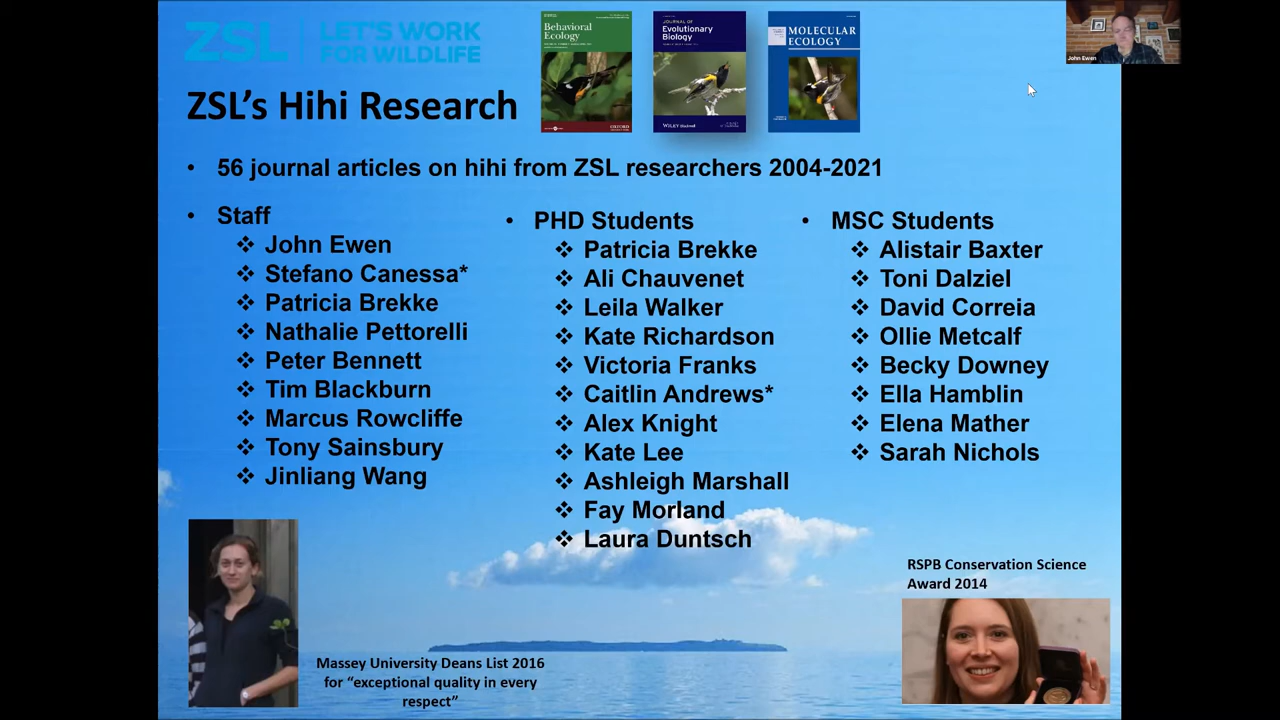 ZSL
LET'S WORK
FOR WILDLIFE
Behavioral
Ecology
JOURNAL OF
Evolutionary
Biology
WILEY Blackwell
MOLECULAR
ECOLOGY
John Ewen
ZSL's Hihi Research
• 56 journal articles on hihi from ZSL researchers 2004-2021
• Staff
❖ John Ewen
❖ Stefano Canessa*
❖ Patricia Brekke
❖ Nathalie Pettorelli
❖ Peter Bennett
❖ Tim Blackburn
❖ Marcus Rowcliffe
❖ Tony Sainsbury
❖ Jinliang Wang
• PHD Students
❖ Patricia Brekke
❖ Ali Chauvenet
❖ Leila Walker
❖ Kate Richardson
❖ Victoria Franks
❖ Caitlin Andrews*
❖ Alex Knight
❖ Kate Lee
❖ Ashleigh Marshall
❖ Fay Morland
❖ Laura Duntsch
• MSC Students
❖ Alistair Baxter
❖ Toni Dalziel
❖ David Correia
❖ Ollie Metcalf
❖ Becky Downey
❖ Ella Hamblin
❖ Elena Mather
❖ Sarah Nichols
Massey University Deans List 2016
for “exceptional quality in every
respect”
RSPB Conservation Science
Award 2014